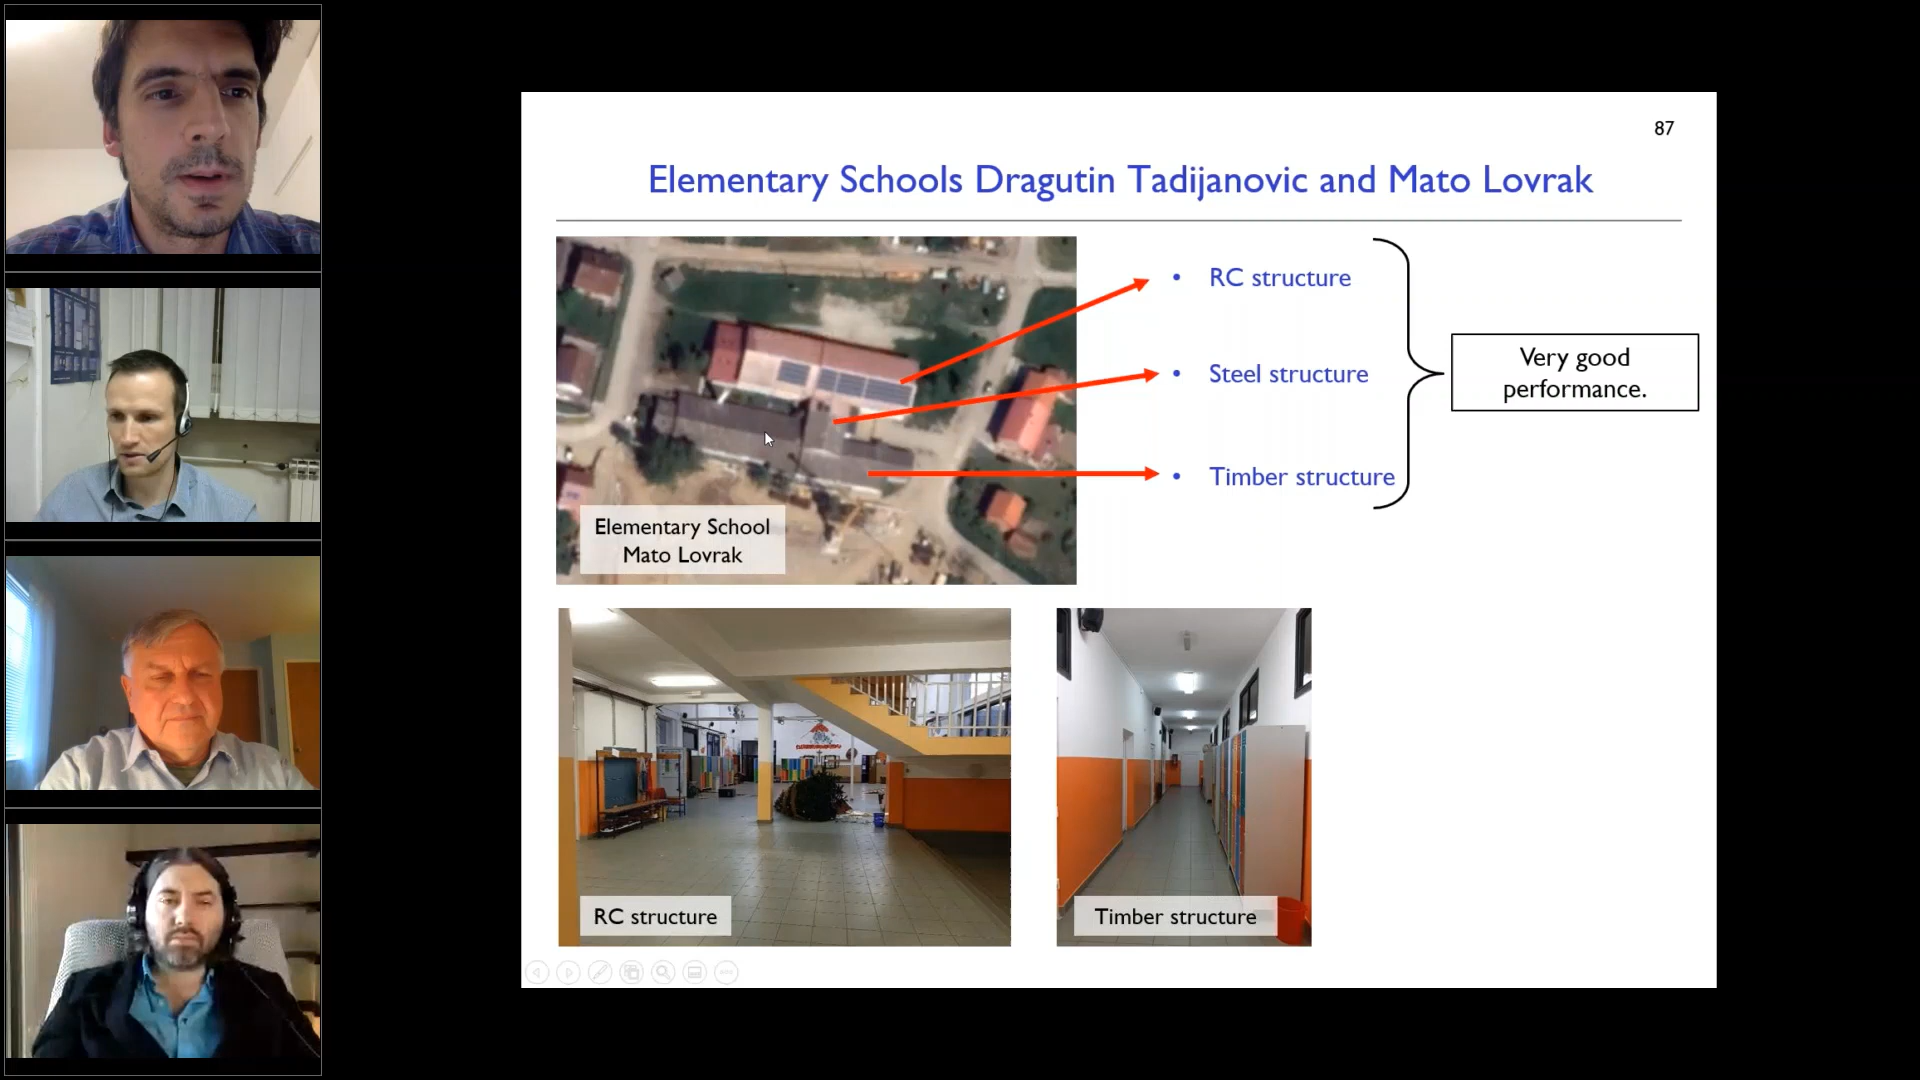 87
Elementary Schools Dragutin Tadijanovic and Mato Lovrak
• RC structure
• Steel structure
• Timber structure
Very good
performance.
Elementary School
Mato Lovrak
RC structure
Timber structure